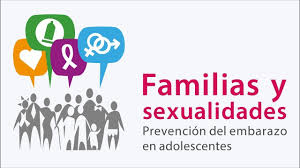 Familias y
sexualidades
Prevención del embarazo
en adolescentes